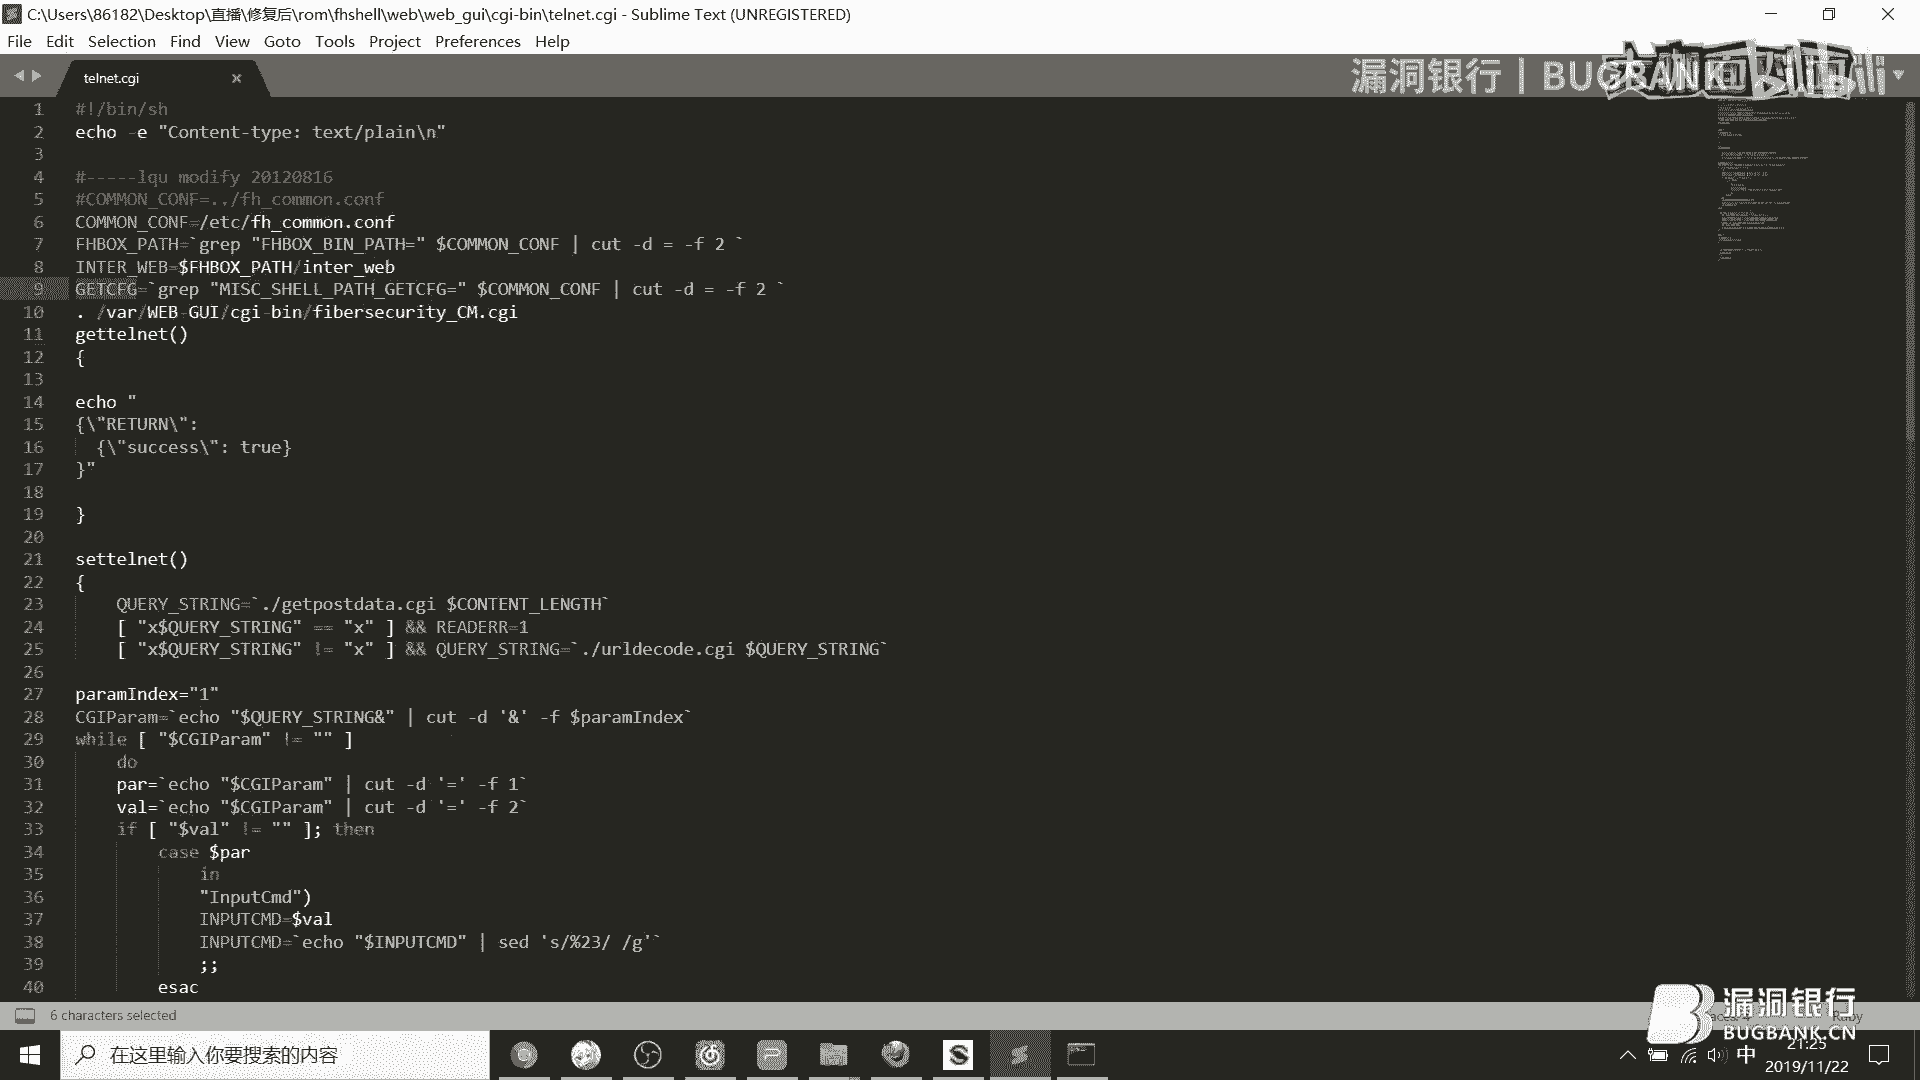 C:\Users\86182\Desktop\直播\修复后\rom\fhshell\web\web_gui\cgi-bin\telnet.cgi - Sublime Text (UNREGISTERED)
File Edit Selection Find View Goto Tools Project Preferences Help
telnet.cgi
漏洞银行 | BUGBANK
bilibili
1 #!/bin/sh
2 echo -e "Content-type: text/plain\n"
3
4 #-----lqu modify 20120816
5 #COMMON_CONF=../fh_common.conf
6 COMMON_CONF=/etc/fh_common.conf
7 FHBOX_PATH=`grep "FHBOX_BIN_PATH=" $COMMON_CONF | cut -d = -f 2 `
8 INTER_WEB=$FHBOX_PATH/inter_web
9 GETCFG=`grep "MISC_SHELL_PATH_GETCFG=" $COMMON_CONF | cut -d = -f 2 `
10 . /var/WEB-GUI/cgi-bin/fibersecurity_CM.cgi
11 gettelnet()
12 {
13
14 echo "
15 {\"RETURN\":
16 {\"success\": true}
17 }"
18
19 }
20
21 settelnet()
22 {
23 QUERY_STRING=`./getpostdata.cgi $CONTENT_LENGTH`
24 [ "x$QUERY_STRING" == "x" ] && READERR=1
25 [ "x$QUERY_STRING" != "x" ] && QUERY_STRING=`./urldecode.cgi $QUERY_STRING`
26
27 paramIndex="1"
28 CGIParam=`echo "$QUERY_STRING&" | cut -d '&' -f $paramIndex`
29 while [ "$CGIParam" != "" ]
30 do
31 par=`echo "$CGIParam" | cut -d '=' -f 1`
32 val=`echo "$CGIParam" | cut -d '=' -f 2`
33 if [ "$val" != "" ]; then
34 case $par
35 in
36 "InputCmd")
37 INPUTCMD=$val
38 INPUTCMD=`echo "$INPUTCMD" | sed 's/%23/ /g'`
39 ;;
40 esac
6 characters selected
Ruby
漏洞银行
BUGBANK.CN
在这里输入你要搜索的内容
中
21:25
2019/11/22